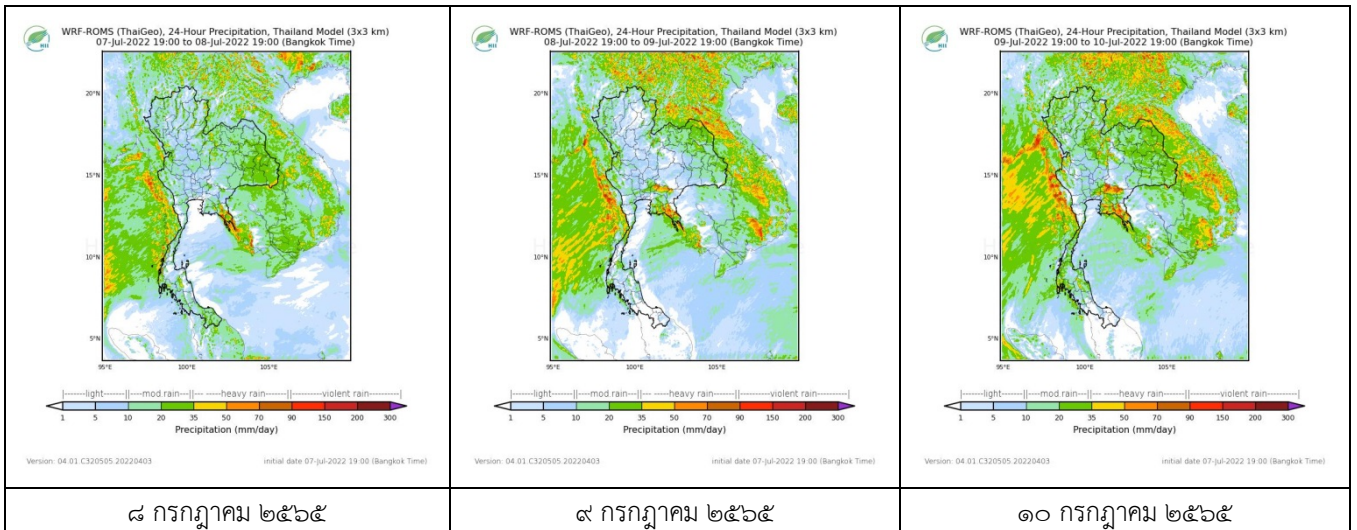 HII
WRF-ROMS (ThaiGeo), 24-Hour Precipitation, Thailand Model (3x3 km)
07-Jul-2022 19:00 to 08-Jul-2022 19:00 (Bangkok Time)
20°N
15°N
10°N
5°N
95°E 100°E 105°E
|------light------||---mod.rain---||--- ---heavy rain---||------violent rain------|
1 5 10 20 35 50 70 90 150 200 300
Precipitation (mm/day)
Version: 04.01.C320505.20220403 initial date 07-Jul-2022 19:00 (Bangkok Time)
๘ กรกฎาคม ๒๕๖๕
HII
WRF-ROMS (ThaiGeo), 24-Hour Precipitation, Thailand Model (3x3 km)
08-Jul-2022 19:00 to 09-Jul-2022 19:00 (Bangkok Time)
20°N
15°N
10°N
5°N
95°E 100°E 105°E
|------light------||---mod.rain---||--- ---heavy rain---||------violent rain------|
1 5 10 20 35 50 70 90 150 200 300
Precipitation (mm/day)
Version: 04.01.C320505.20220403 initial date 07-Jul-2022 19:00 (Bangkok Time)
๙ กรกฎาคม ๒๕๖๕
HII
WRF-ROMS (ThaiGeo), 24-Hour Precipitation, Thailand Model (3x3 km)
09-Jul-2022 19:00 to 10-Jul-2022 19:00 (Bangkok Time)
20°N
15°N
10°N
5°N
95°E 100°E 105°E
|------light------||---mod.rain---||--- ---heavy rain---||------violent rain------|
1 5 10 20 35 50 70 90 150 200 300
Precipitation (mm/day)
Version: 04.01.C320505.20220403 initial date 07-Jul-2022 19:00 (Bangkok Time)
๑๐ กรกฎาคม ๒๕๖๕